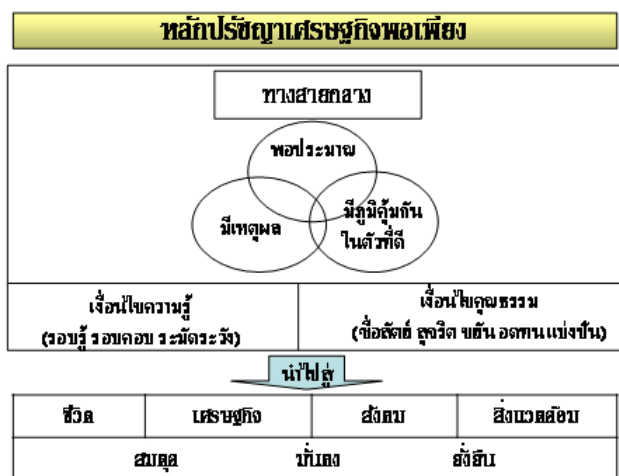 หลักปรัชญาเศรษฐกิจพอเพียง
ทางสายกลาง
พอประมาณ
มีเหตุผล
มีภูมิคุ้มกัน
ในตัวที่ดี
เงื่อนไขความรู้
(รอบรู้ รอบคอบ ระมัดระวัง)
เงื่อนไขคุณธรรม
(ซื่อสัตย์ สุจริต ขยัน อดทน แบ่งปัน)
นำไปสู่
ชีวิต เศรษฐกิจ สังคม สิ่งแวดล้อม
สมดุล มั่นคง ยั่งยืน